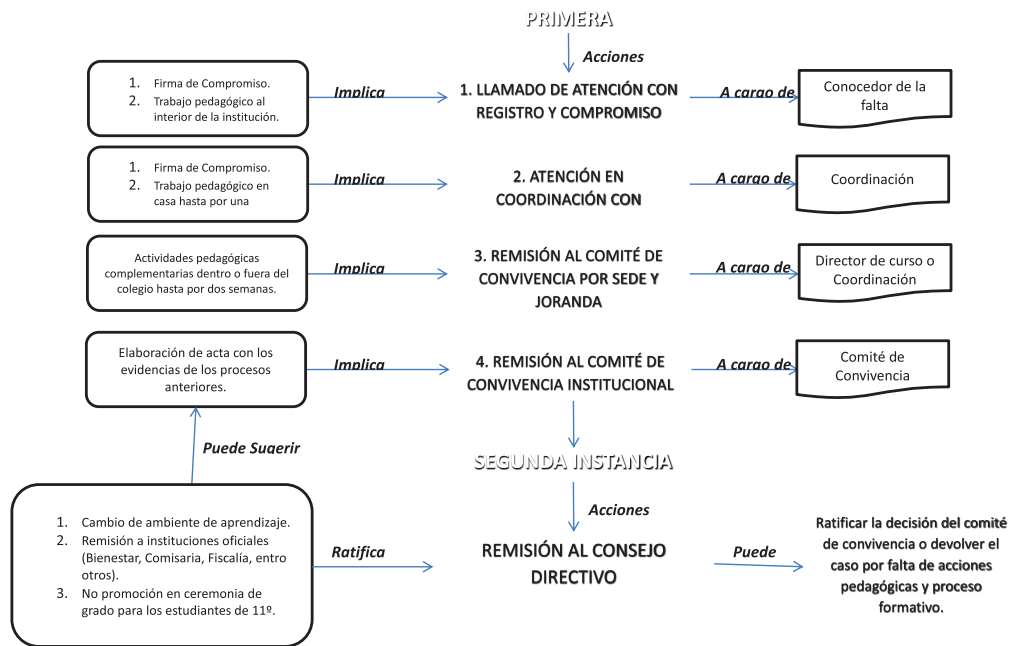 PRIMERA
Acciones
1. Firma de Compromiso.
2. Trabajo pedagógico al
interior de la institución.
Implica
1. LLAMADO DE ATENCIÓN CON
REGISTRO Y COMPROMISO
A cargo de
Conocedor de la
falta
1. Firma de Compromiso.
2. Trabajo pedagógico en
casa hasta por una
Implica
2. ATENCIÓN EN
COORDINACIÓN CON
A cargo de
Coordinación
Actividades pedagógicas
complementarias dentro o fuera del
colegio hasta por dos semanas.
Implica
3. REMISIÓN AL COMITÉ DE
CONVIVENCIA POR SEDE Y
JORANDA
A cargo de
Director de curso o
Coordinación
Elaboración de acta con los
evidencias de los procesos
anteriores.
Implica
4. REMISIÓN AL COMITÉ DE
CONVIVENCIA INSTITUCIONAL
A cargo de
Comité de
Convivencia
Puede Sugerir
SEGUNDA INSTANCIA
Acciones
1. Cambio de ambiente de aprendizaje.
2. Remisión a instituciones oficiales
(Bienestar, Comisaria, Fiscalía, entro
otros).
3. No promoción en ceremonia de
grado para los estudiantes de 11º.
Ratifica
REMISIÓN AL CONSEJO
DIRECTIVO
Puede
Ratificar la decisión del comité
de convivencia o devolver el
caso por falta de acciones
pedagógicas y proceso
formativo.